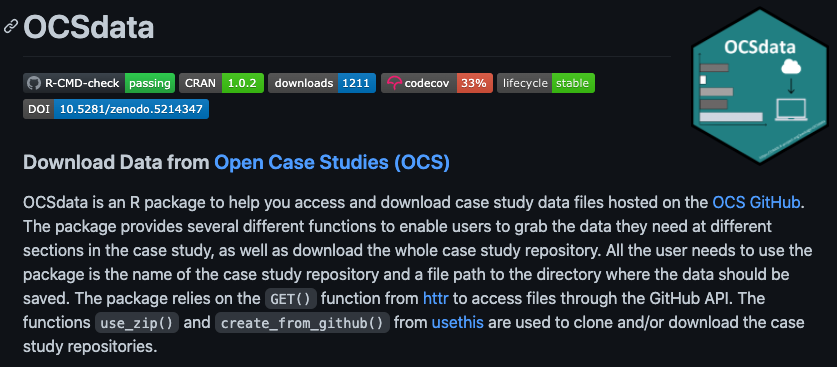 OCSdata
R-CMD-check passing CRAN 1.0.2 downloads 1211 codecov 33% lifecycle stable
DOI 10.5281/zenodo.5214347
OCSdata
Download Data from Open Case Studies (OCS)
OCSdata is an R package to help you access and download case study data files hosted on the OCS GitHub.
The package provides several different functions to enable users to grab the data they need at different
sections in the case study, as well as download the whole case study repository. All the user needs to use the
package is the name of the case study repository and a file path to the directory where the data should be
saved. The package relies on the GET() function from httr to access files through the GitHub API. The
functions use_zip() and create_from_github() from usethis are used to clone and/or download the case
study repositories.